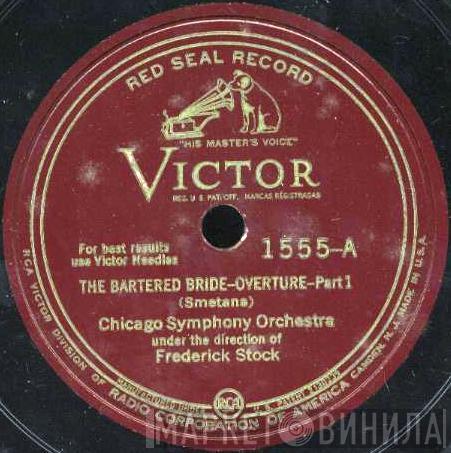 RED SEAL RECORD
"HIS MASTER'S VOICE"
VICTOR
REG. U.S. PAT. OFF. MARCAS REGISTRADAS
For best results
use Victor Needles
1555-A
THE BARTERED BRIDE-OVERTURE-Part 1
(Smetana)
Chicago Symphony Orchestra
under the direction of
Frederick Stock
RCA
RCA VICTOR DIVISION OF RADIO CORPORATION OF AMERICA CAMDEN, N. J. MADE IN U.S.A.
МАРКЕТ ВИНИЛА